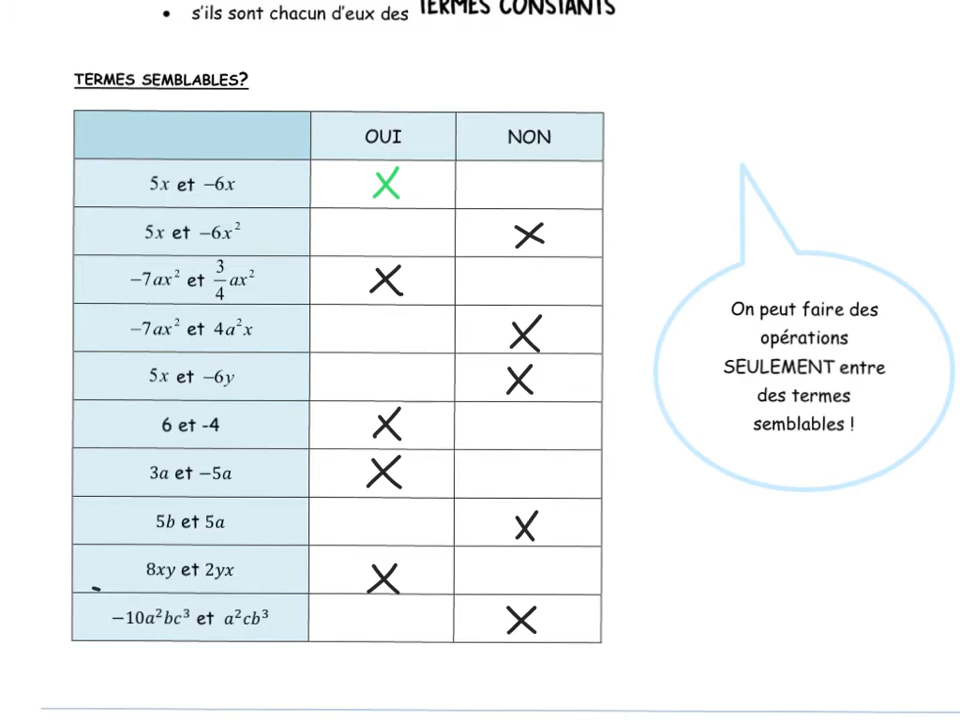 • s'ils sont chacun d'eux des TERMES CONSTANTS
TERMES SEMBLABLES?
OUI NON
5x et −6x X
5x et −6x² X
−7ax² et 3/4 ax² X
−7ax² et 4a²x X
5x et −6y X
6 et -4 X
3a et −5a X
5b et 5a X
8xy et 2yx X
−10a²bc³ et a²cb³ X
On peut faire des
opérations
SEULEMENT entre
des termes
semblables !